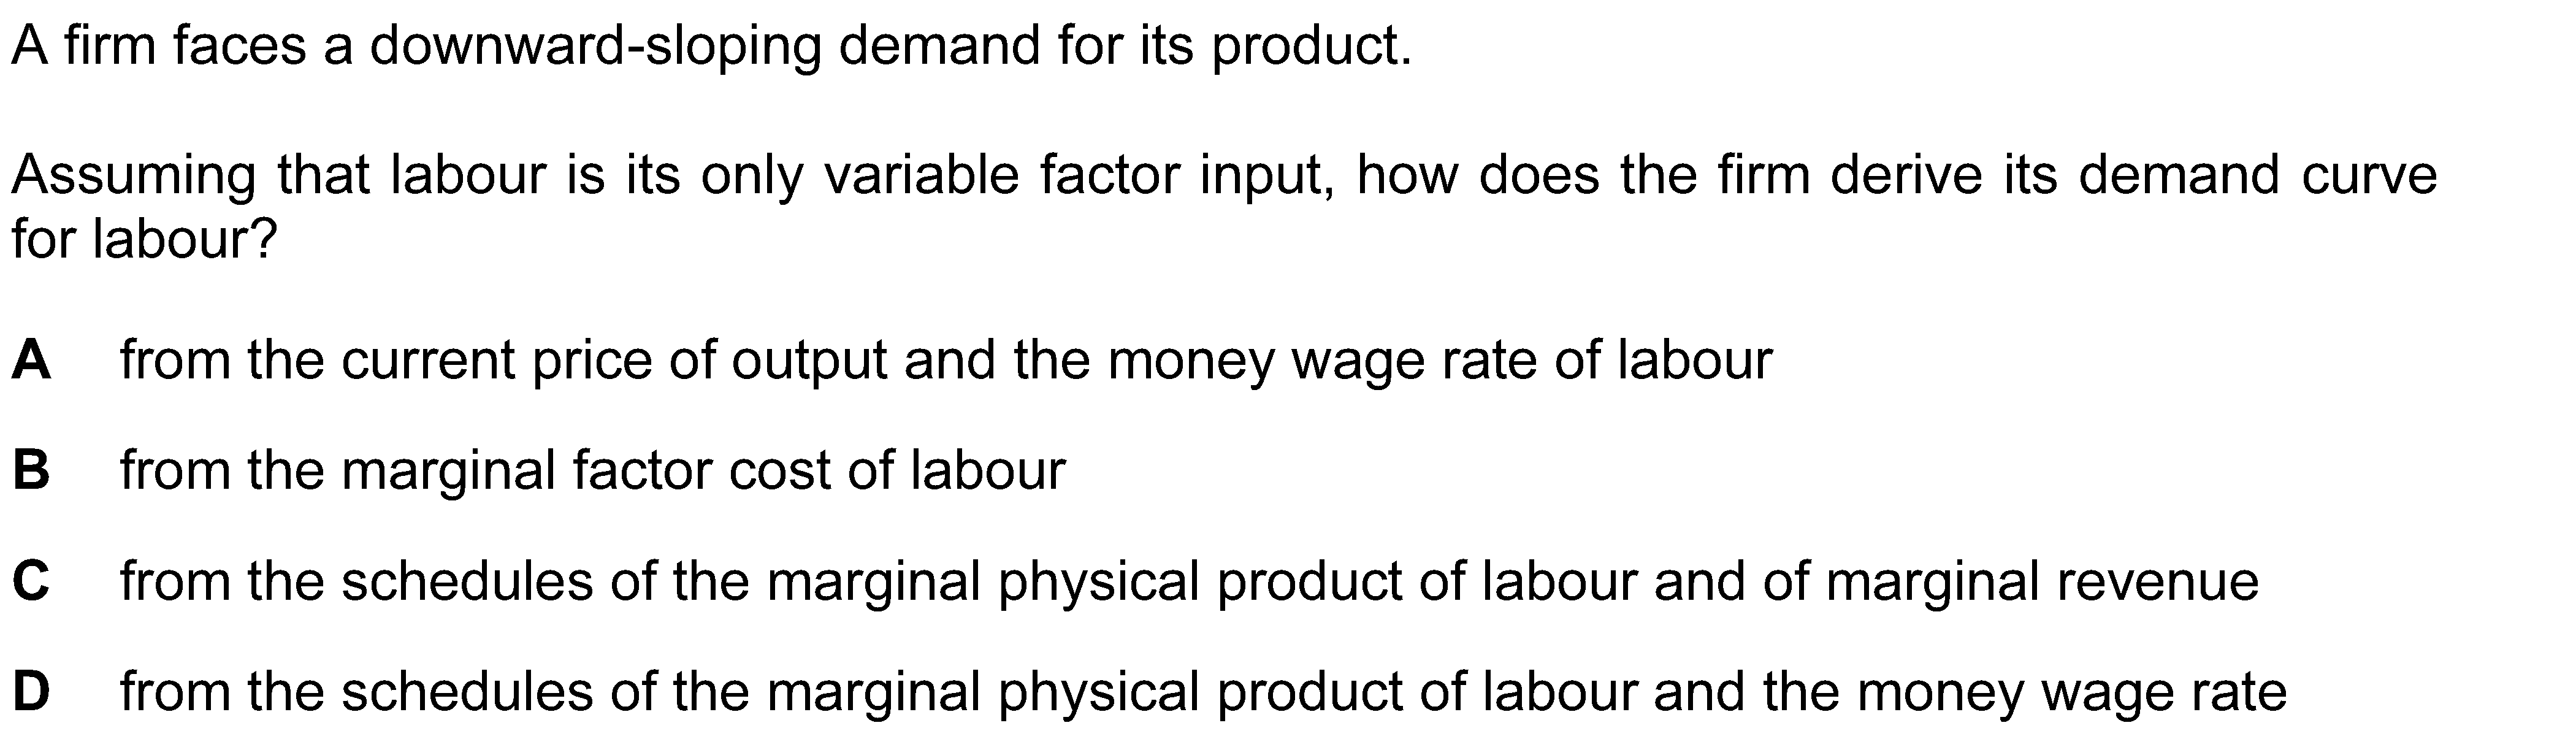 A firm faces a downward-sloping demand for its product.
Assuming that labour is its only variable factor input, how does the firm derive its demand curve
for labour?
A from the current price of output and the money wage rate of labour
B from the marginal factor cost of labour
C from the schedules of the marginal physical product of labour and of marginal revenue
D from the schedules of the marginal physical product of labour and the money wage rate